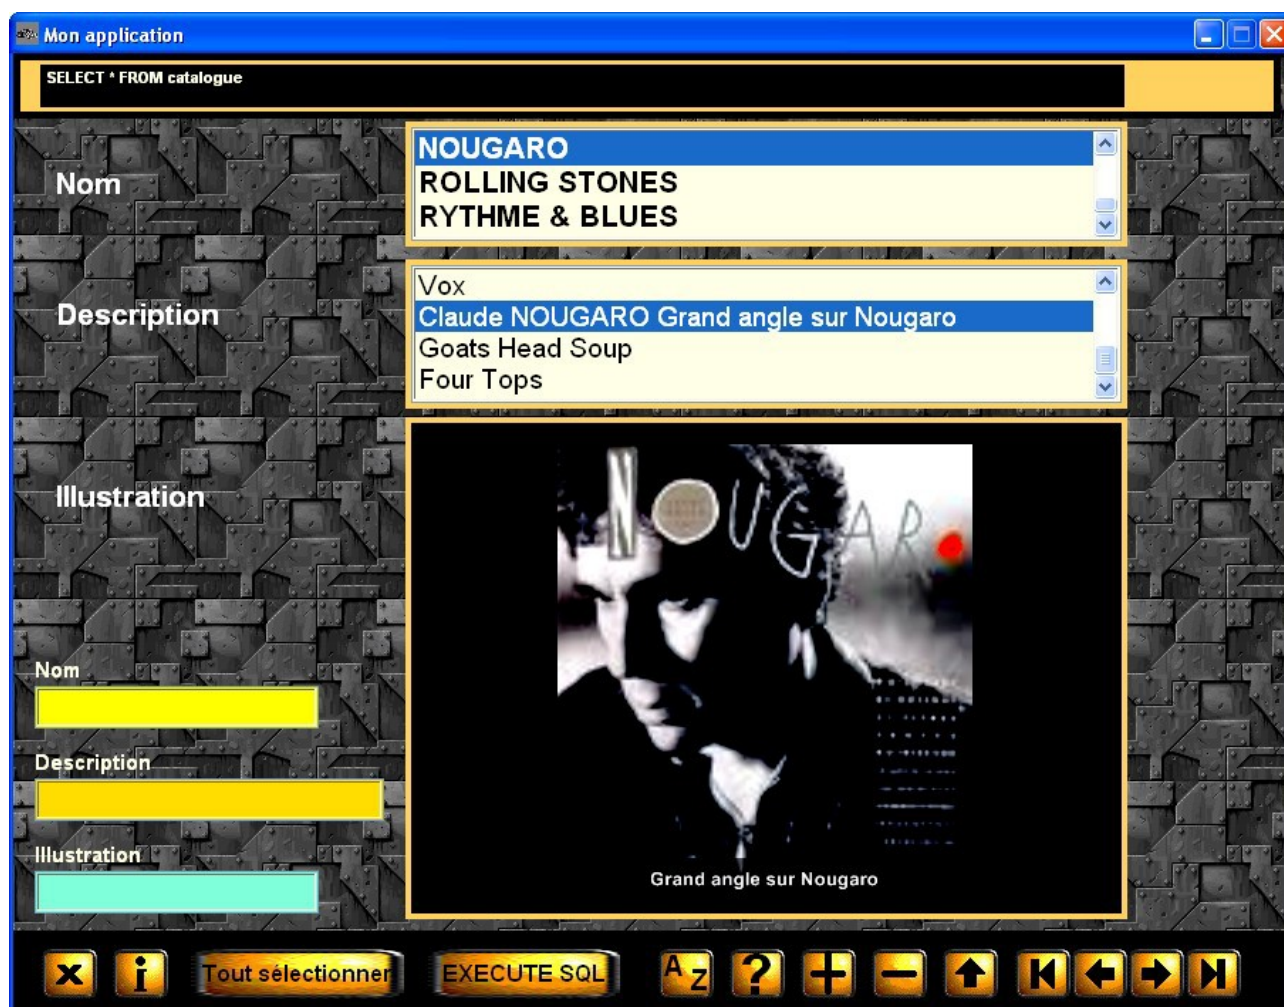 Mon application
SELECT * FROM catalogue
Nom
NOUGARO
ROLLING STONES
RYTHME & BLUES
Description
Vox
Claude NOUGARO Grand angle sur Nougaro
Goats Head Soup
Four Tops
Illustration
NOUGAR
Grand angle sur Nougaro
Nom
Description
Illustration
X
i
Tout sélectionner
EXECUTE SQL
A Z
?